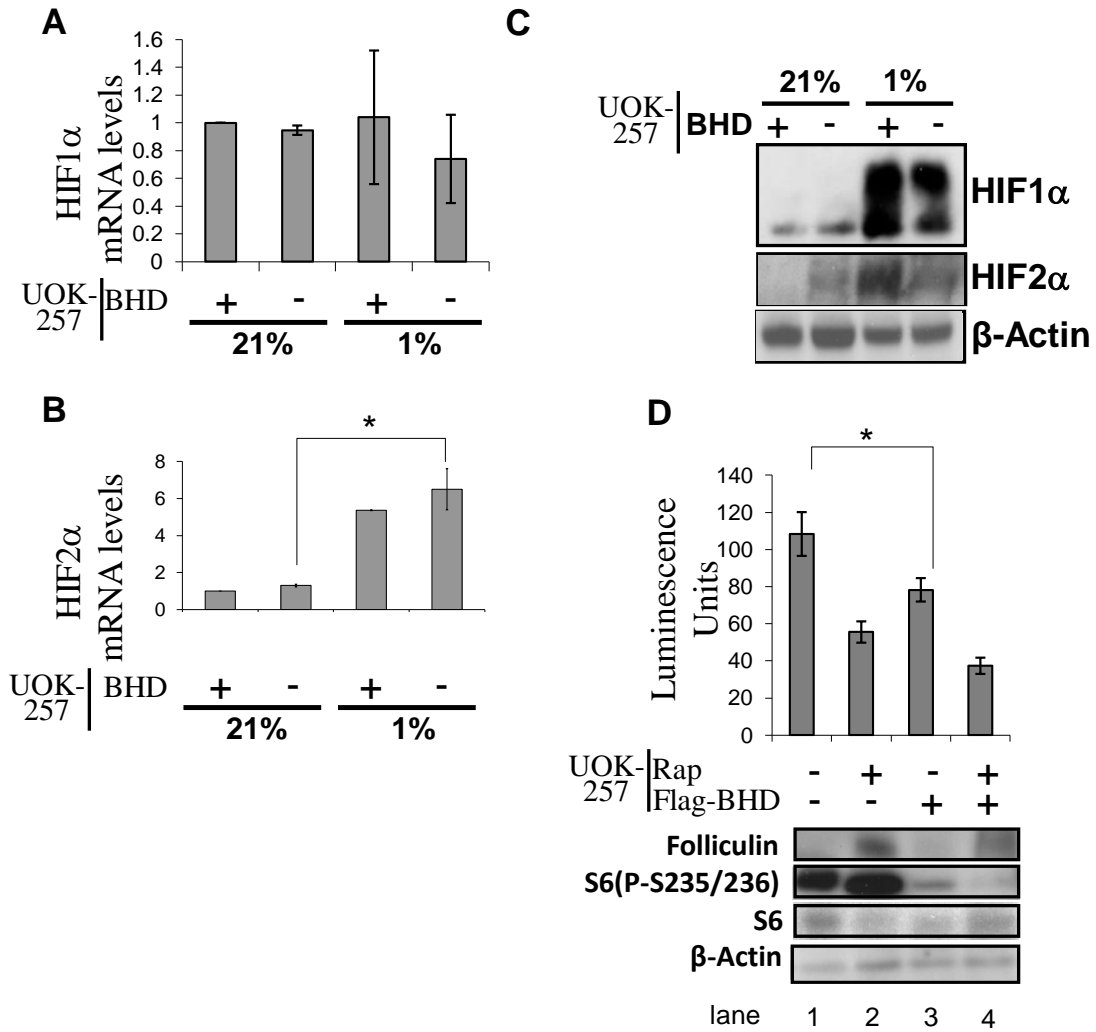 A
HIF1α
mRNA levels
1.6
1.4
1.2
1
0.8
0.6
0.4
0.2
0
UOK-
257
BHD + - + -
21% 1%
B
*
HIF2α
mRNA levels
8
6
4
2
0
UOK-
257
BHD + - + -
21% 1%
C
21% 1%
UOK-
257
BHD + - + -
HIF1α
HIF2α
β-Actin
D
*
Luminescence
Units
140
120
100
80
60
40
20
0
UOK-
257
Rap - + - +
Flag-BHD - - + +
Folliculin
S6(P-S235/236)
S6
β-Actin
lane 1 2 3 4